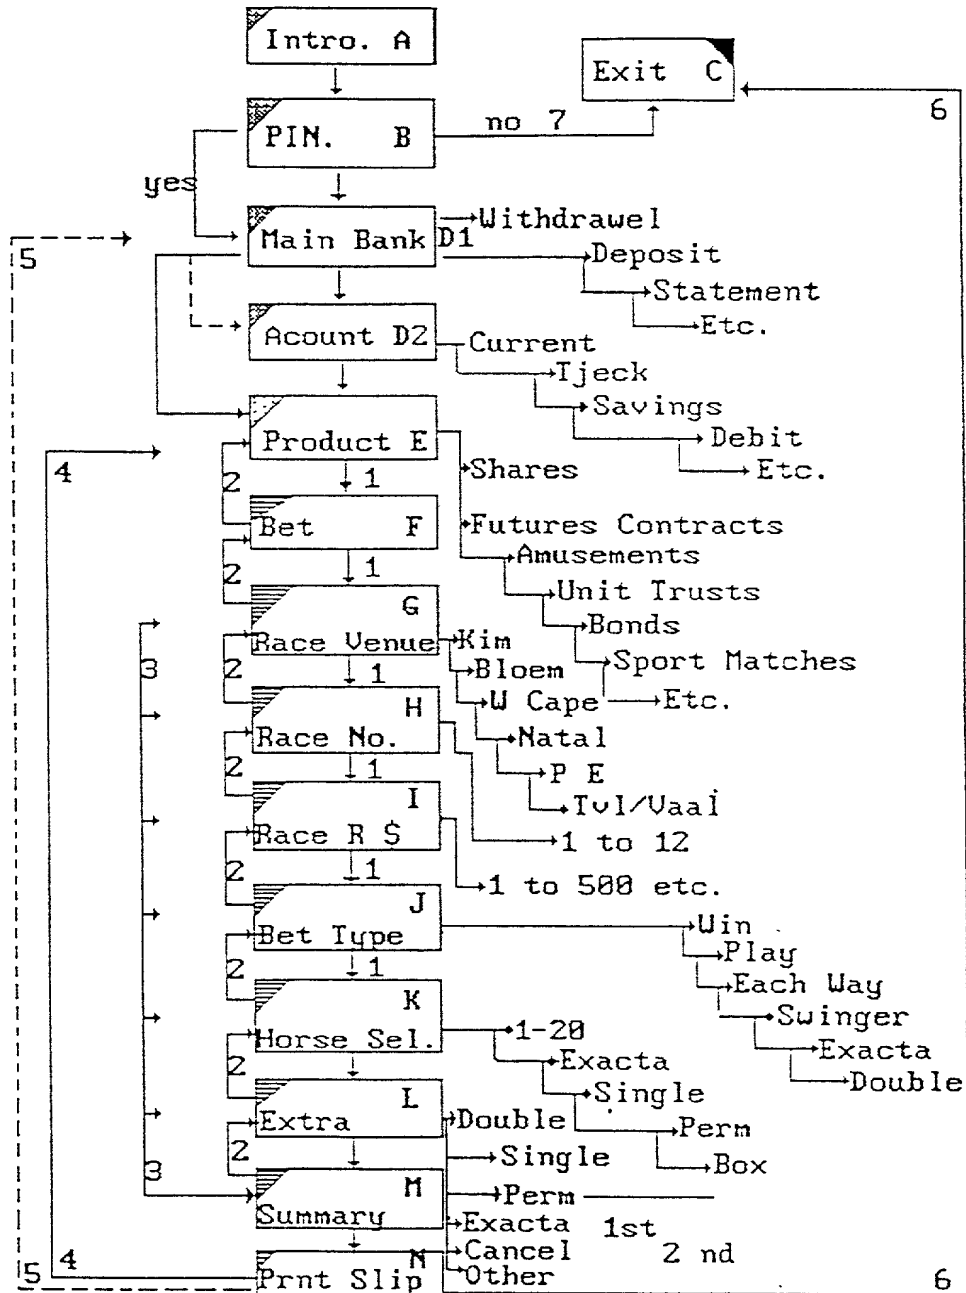 Intro. A
Exit C
6
no 7
PIN. B
yes
Withdrawel
Main Bank D1
5
Deposit
Statement
Etc.
Acount D2
Current
Tjeck
Savings
Product E
Debit
4
1
Shares
Etc.
2
Bet F
Futures Contracts
Amusements
1
2
Unit Trusts
G
Race Venue
Kim
Bonds
3
1
2
Bloem
Sport Matches
H
W Cape
Etc.
Race No.
Natal
1
2
P E
I
Tvl/Vaal
Race R $
1 to 12
1
2
1 to 500 etc.
J
Bet Type
Win
Play
1
2
Each Way
K
Horse Sel.
1-20
Swinger
Exacta
Exacta
2
Single
Double
L
Extra
Double
Perm
2
Single
Box
3
M
Summary
Perm
Exacta 1st
Cancel
2 nd
4
N
5
Prnt Slip
Other
6